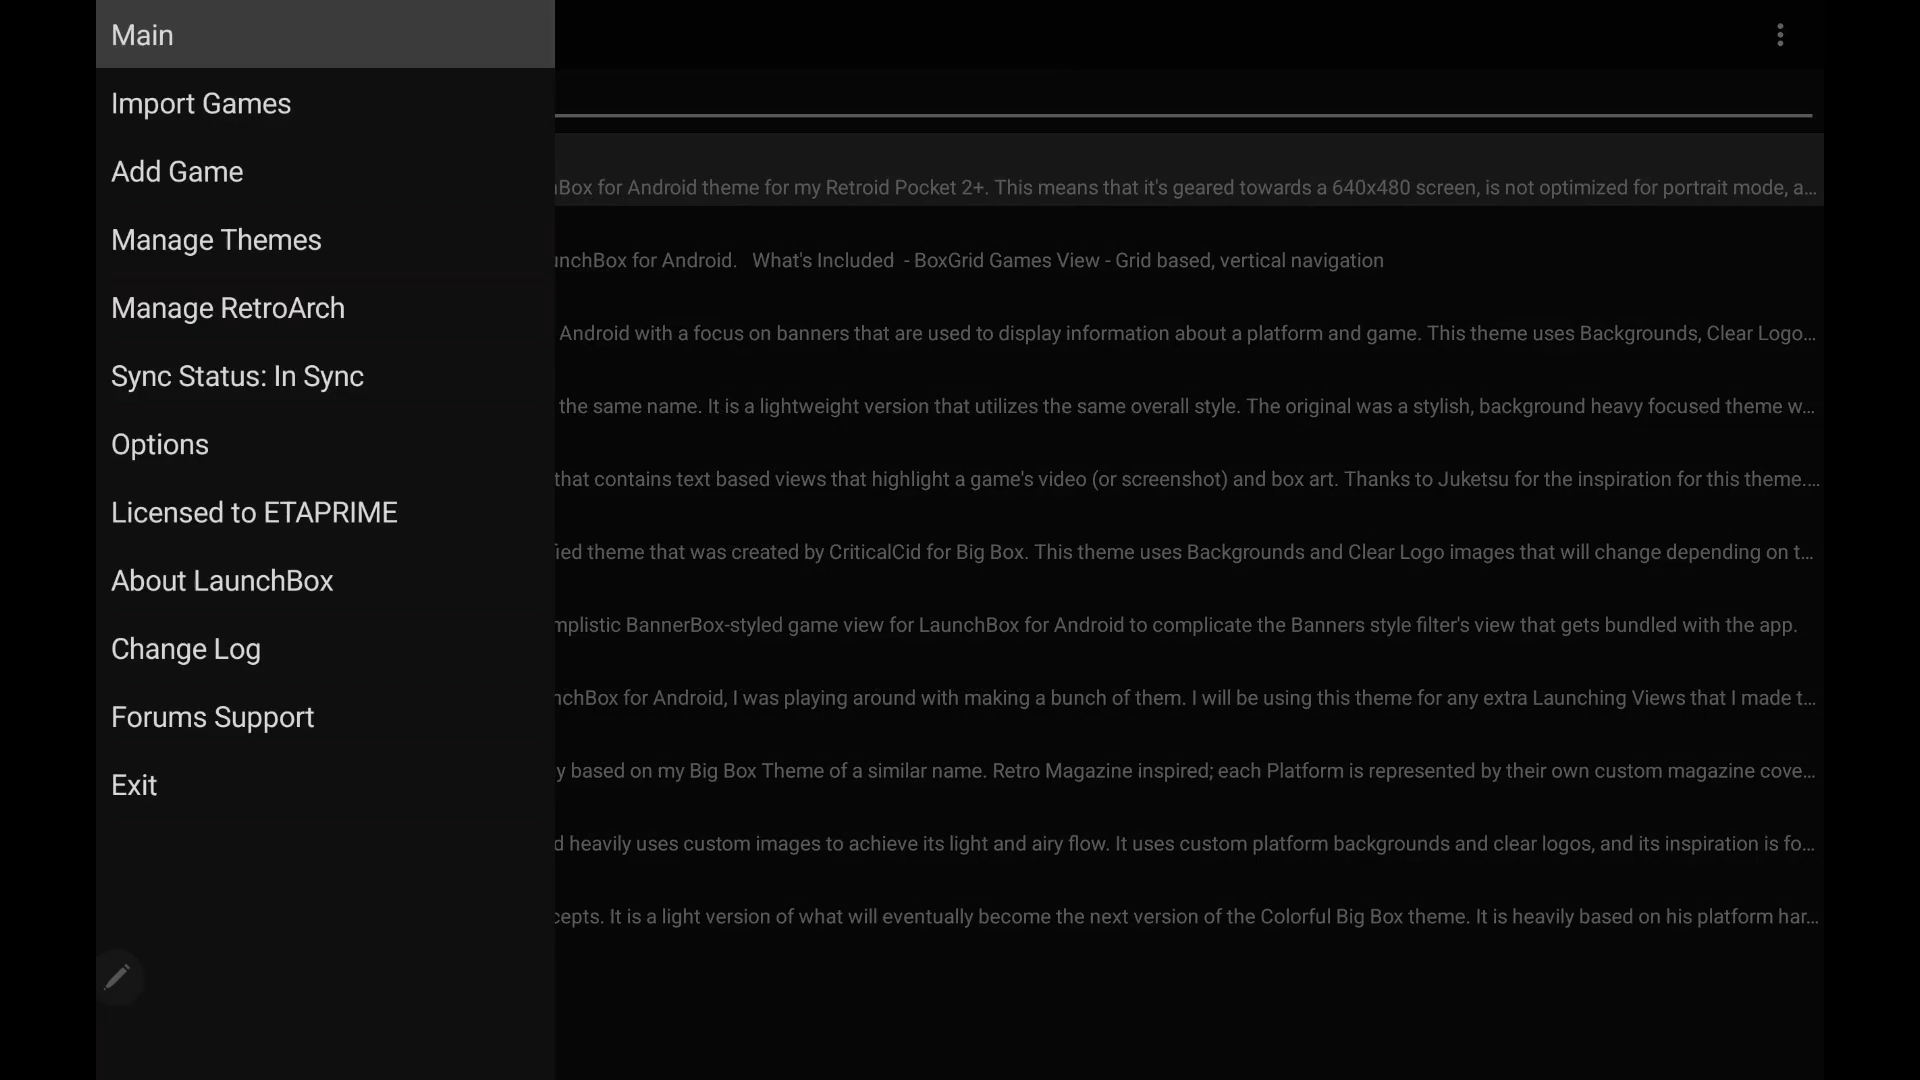 Main
Import Games
Add Game
Manage Themes
Manage RetroArch
Sync Status: In Sync
Options
Licensed to ETAPRIME
About LaunchBox
Change Log
Forums Support
Exit
Box for Android theme for my Retroid Pocket 2+. This means that it's geared towards a 640x480 screen, is not optimized for portrait mode, a...
unchBox for Android. What's Included - BoxGrid Games View - Grid based, vertical navigation
Android with a focus on banners that are used to display information about a platform and game. This theme uses Backgrounds, Clear Logo...
the same name. It is a lightweight version that utilizes the same overall style. The original was a stylish, background heavy focused theme w...
that contains text based views that highlight a game's video (or screenshot) and box art. Thanks to Juketsu for the inspiration for this theme....
ied theme that was created by CriticalCid for Big Box. This theme uses Backgrounds and Clear Logo images that will change depending on t...
mplistic BannerBox-styled game view for LaunchBox for Android to complicate the Banners style filter's view that gets bundled with the app.
nchBox for Android, I was playing around with making a bunch of them. I will be using this theme for any extra Launching Views that I made t...
y based on my Big Box Theme of a similar name. Retro Magazine inspired; each Platform is represented by their own custom magazine cove...
d heavily uses custom images to achieve its light and airy flow. It uses custom platform backgrounds and clear logos, and its inspiration is fo...
cepts. It is a light version of what will eventually become the next version of the Colorful Big Box theme. It is heavily based on his platform har...